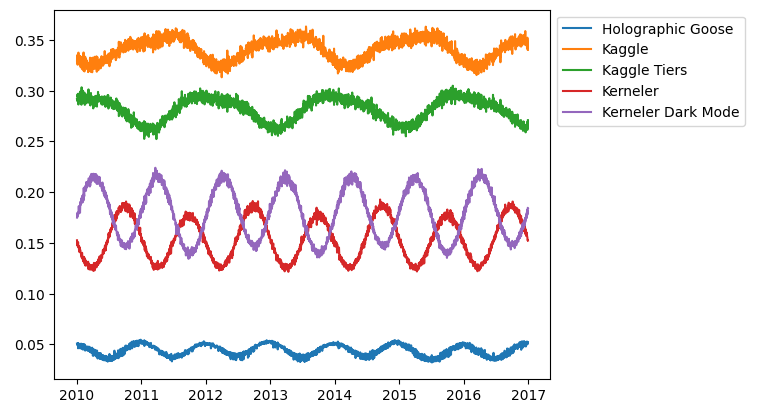 0.35
0.30
0.25
0.20
0.15
0.10
0.05
2010 2011 2012 2013 2014 2015 2016 2017
Holographic Goose
Kaggle
Kaggle Tiers
Kerneler
Kerneler Dark Mode